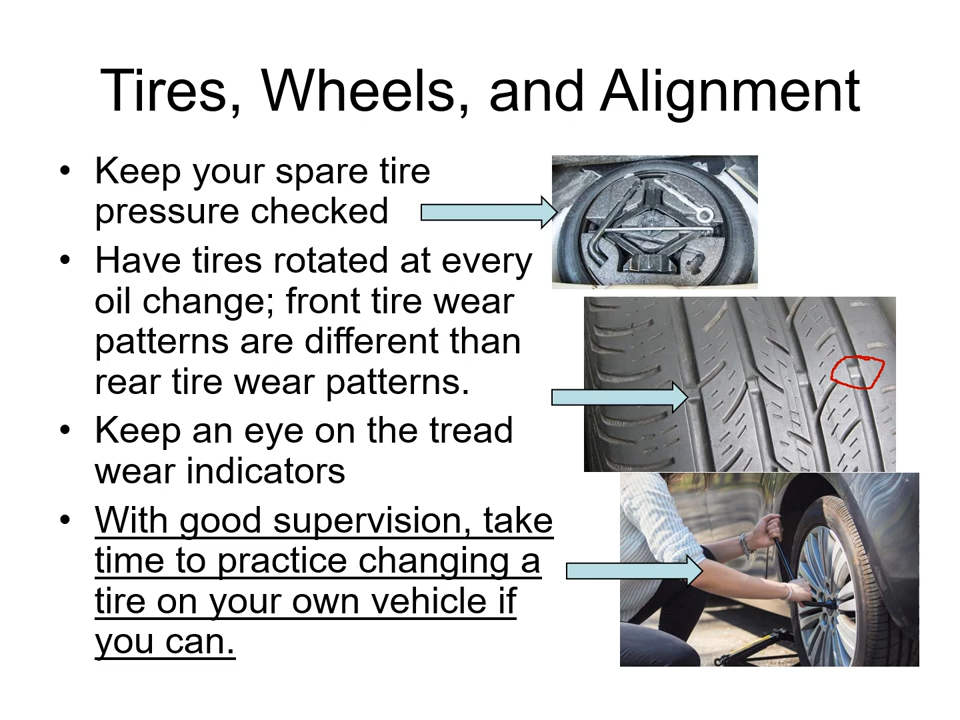 Tires, Wheels, and Alignment
• Keep your spare tire
pressure checked
• Have tires rotated at every
oil change; front tire wear
patterns are different than
rear tire wear patterns.
• Keep an eye on the tread
wear indicators
• With good supervision, take
time to practice changing a
tire on your own vehicle if
you can.